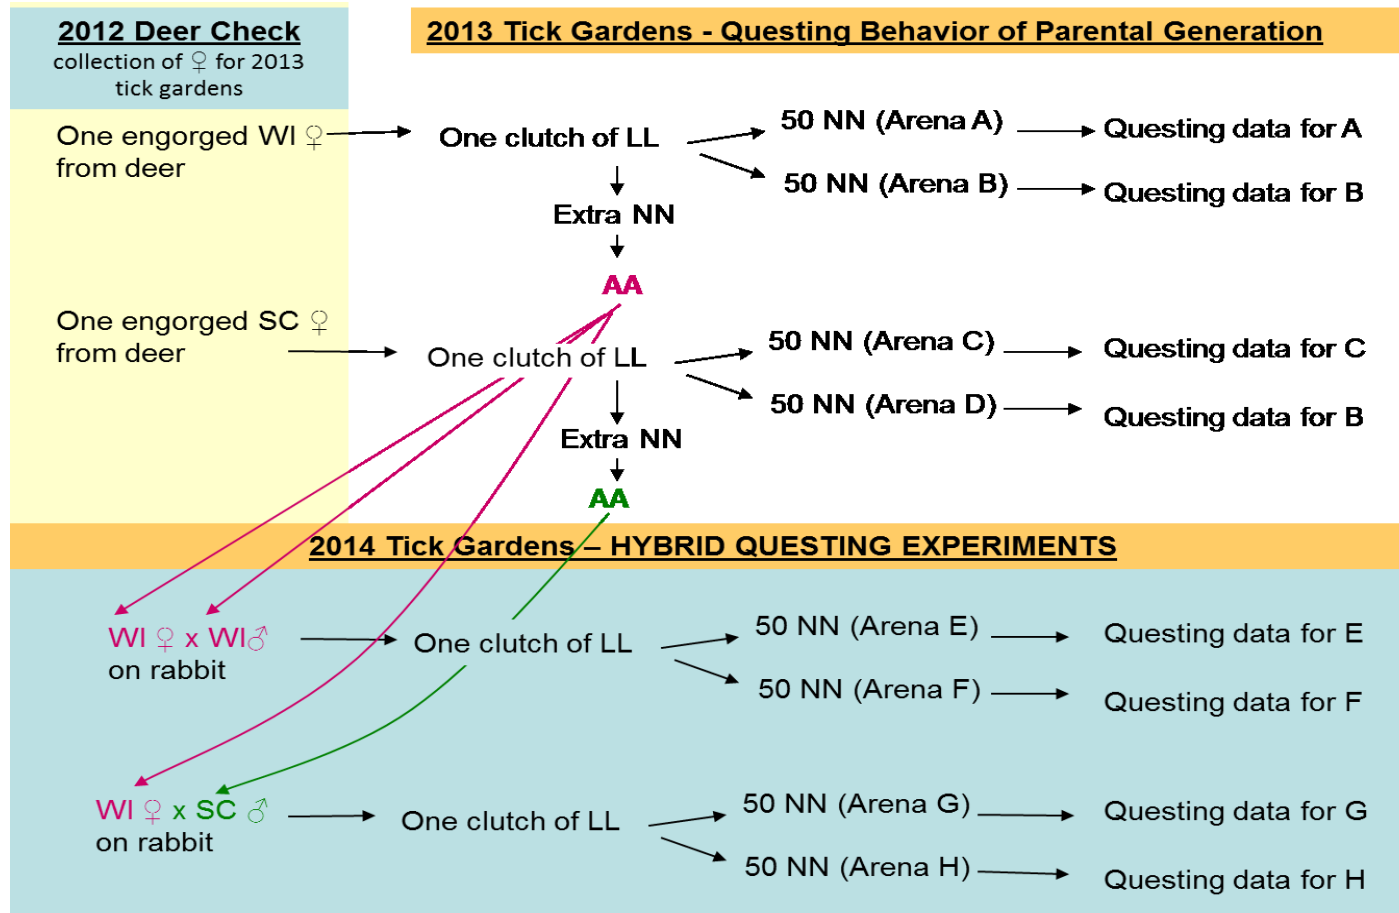 2012 Deer Check
collection of ♀ for 2013
tick gardens
2013 Tick Gardens - Questing Behavior of Parental Generation
One engorged WI ♀
from deer
One clutch of LL
50 NN (Arena A)
Questing data for A
50 NN (Arena B)
Questing data for B
Extra NN
AA
One engorged SC ♀
from deer
One clutch of LL
50 NN (Arena C)
Questing data for C
50 NN (Arena D)
Questing data for B
Extra NN
AA
2014 Tick Gardens – HYBRID QUESTING EXPERIMENTS
WI ♀ x WI♂
on rabbit
One clutch of LL
50 NN (Arena E)
Questing data for E
50 NN (Arena F)
Questing data for F
WI ♀ x SC ♂
on rabbit
One clutch of LL
50 NN (Arena G)
Questing data for G
50 NN (Arena H)
Questing data for H